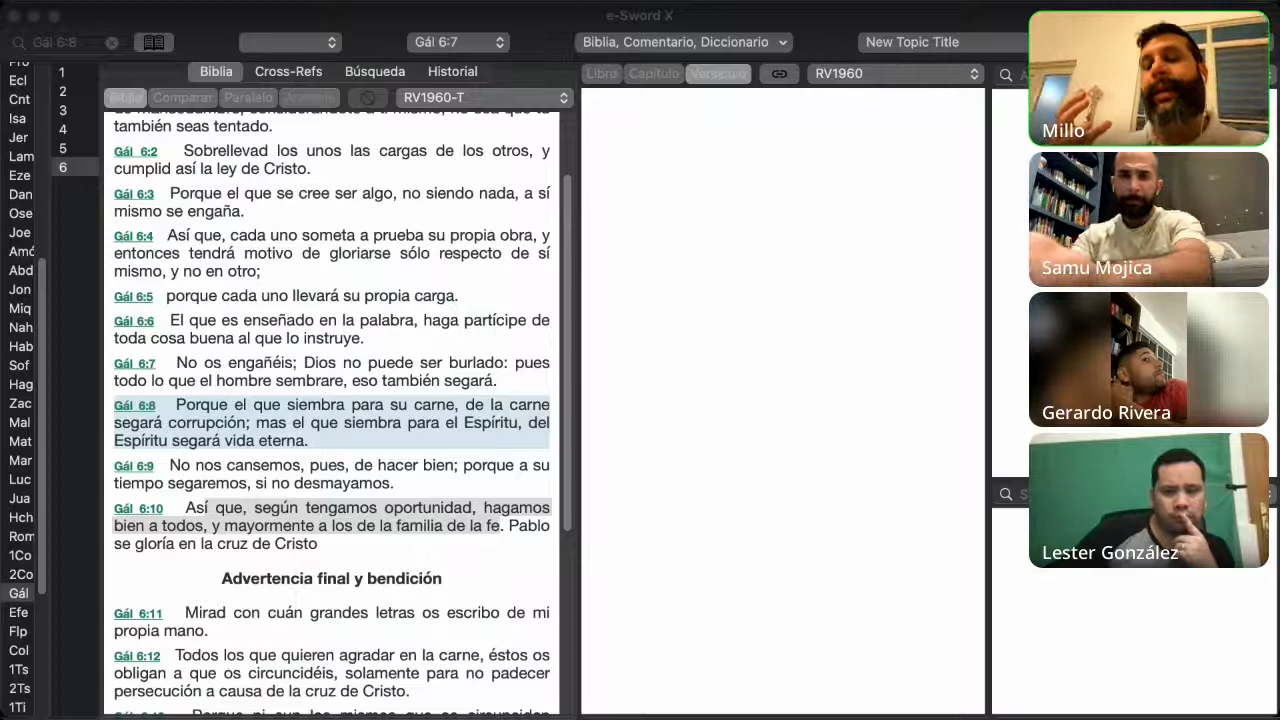 e-Sword X
Gál 6:8
Gál 6:7
Biblia, Comentario, Diccionario
New Topic Title
Biblia
Cross-Refs
Búsqueda
Historial
Libro
Capítulo
Versículo
RV1960
Biblia
Comparar
Paralelo
RV1960-T
Ecl
Cnt
Isa
Jer
Lam
Eze
Dan
Ose
Joe
Amó
Abd
Jon
Miq
Nah
Hab
Sof
Hag
Zac
Mal
Mat
Mar
Luc
Jua
Hch
Rom
1Co
2Co
Gál
Efe
Flp
Col
1Ts
2Ts
1Ti
1
2
3
4
5
6
también seas tentado.
Gál 6:2 Sobrellevad los unos las cargas de los otros, y
cumplid así la ley de Cristo.
Gál 6:3 Porque el que se cree ser algo, no siendo nada, a sí
mismo se engaña.
Gál 6:4 Así que, cada uno someta a prueba su propia obra, y
entonces tendrá motivo de gloriarse sólo respecto de sí
mismo, y no en otro;
Gál 6:5 porque cada uno llevará su propia carga.
Gál 6:6 El que es enseñado en la palabra, haga partícipe de
toda cosa buena al que lo instruye.
Gál 6:7 No os engañéis; Dios no puede ser burlado: pues
todo lo que el hombre sembrare, eso también segará.
Gál 6:8 Porque el que siembra para su carne, de la carne
segará corrupción; mas el que siembra para el Espíritu, del
Espíritu segará vida eterna.
Gál 6:9 No nos cansemos, pues, de hacer bien; porque a su
tiempo segaremos, si no desmayamos.
Gál 6:10 Así que, según tengamos oportunidad, hagamos
bien a todos, y mayormente a los de la familia de la fe. Pablo
se gloría en la cruz de Cristo
Advertencia final y bendición
Gál 6:11 Mirad con cuán grandes letras os escribo de mi
propia mano.
Gál 6:12 Todos los que quieren agradar en la carne, éstos os
obligan a que os circuncidéis, solamente para no padecer
persecución a causa de la cruz de Cristo.
Millo
Samu Mojica
Gerardo Rivera
Lester González